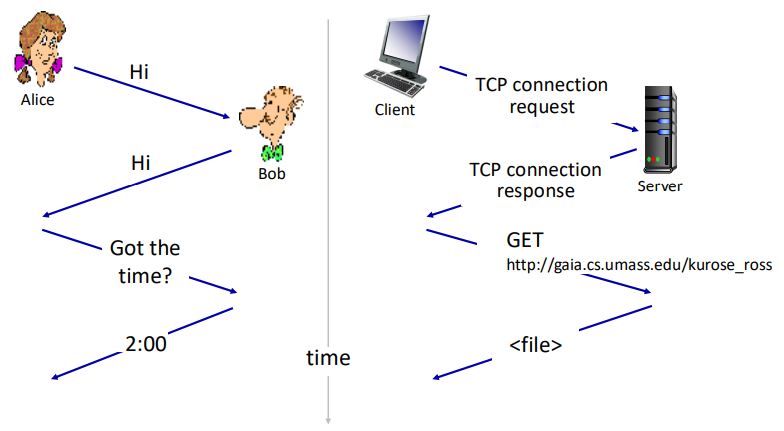 Hi
Alice
Hi
Bob
Got the
time?
2:00
time
Client
TCP connection
request
Server
TCP connection
response
GET
http://gaia.cs.umass.edu/kurose_ross
<file>